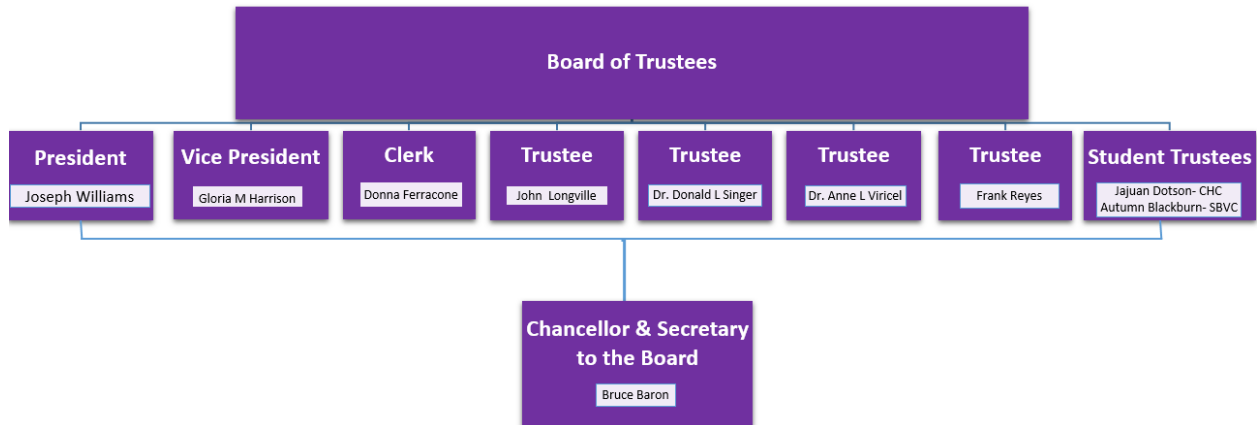 Board of Trustees
President
Joseph Williams
Vice President
Gloria M Harrison
Clerk
Donna Ferracone
Trustee
John Longville
Trustee
Dr. Donald L Singer
Trustee
Dr. Anne L Viricel
Trustee
Frank Reyes
Student Trustees
Jajuan Dotson- CHC
Autumn Blackburn- SBVC
Chancellor & Secretary
to the Board
Bruce Baron